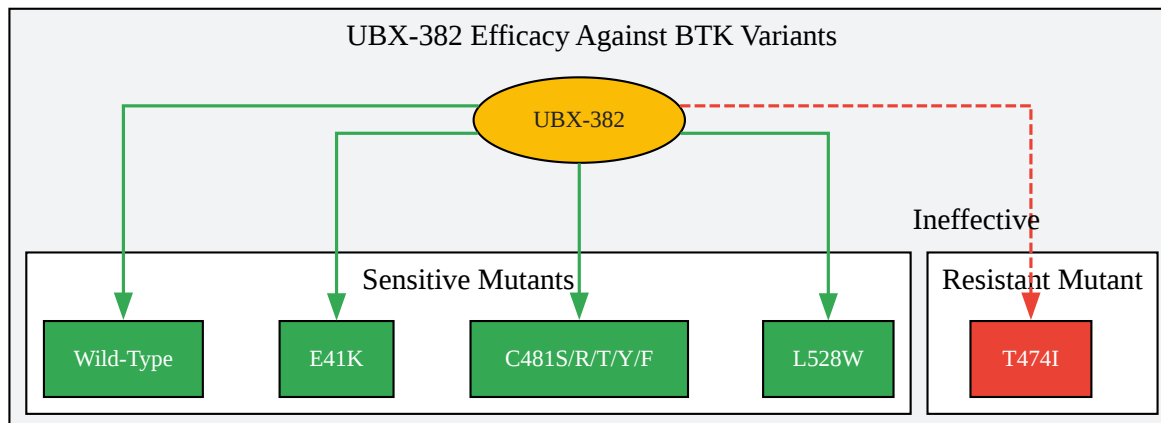 UBX-382 Efficacy Against BTK Variants
UBX-382
Ineffective
Sensitive Mutants
Resistant Mutant
Wild-Type
E41K
C481S/R/T/Y/F
L528W
T474I